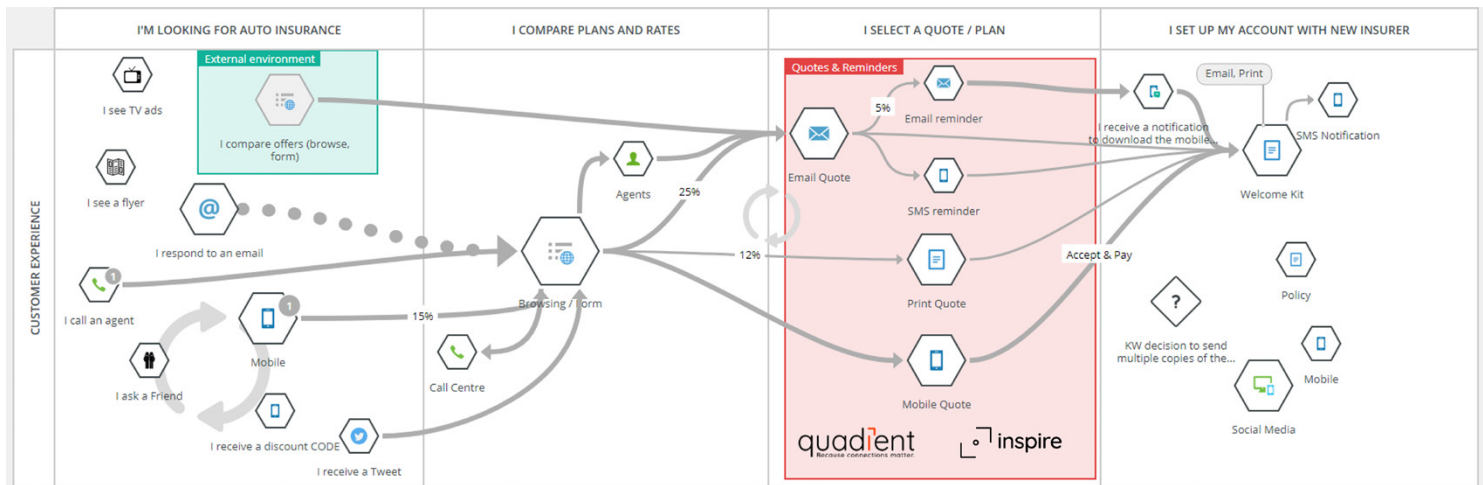 I'M LOOKING FOR AUTO INSURANCE
I COMPARE PLANS AND RATES
I SELECT A QUOTE / PLAN
I SET UP MY ACCOUNT WITH NEW INSURER
CUSTOMER EXPERIENCE
I see TV ads
External environment
I compare offers (browse,
form)
I see a flyer
@
I respond to an email
1
I call an agent
1
Mobile
15%
I ask a Friend
I receive a discount CODE
I receive a Tweet
Agents
25%
Browsing / Form
12%
Call Centre
Quotes & Reminders
Email Quote
5%
Email reminder
SMS reminder
Print Quote
Mobile Quote
quadient
Because connections matter.
inspire
I receive a notification
to download the mobile...
Email, Print
SMS Notification
Welcome Kit
Accept & Pay
?
KW decision to send
multiple copies of the...
Policy
Mobile
Social Media